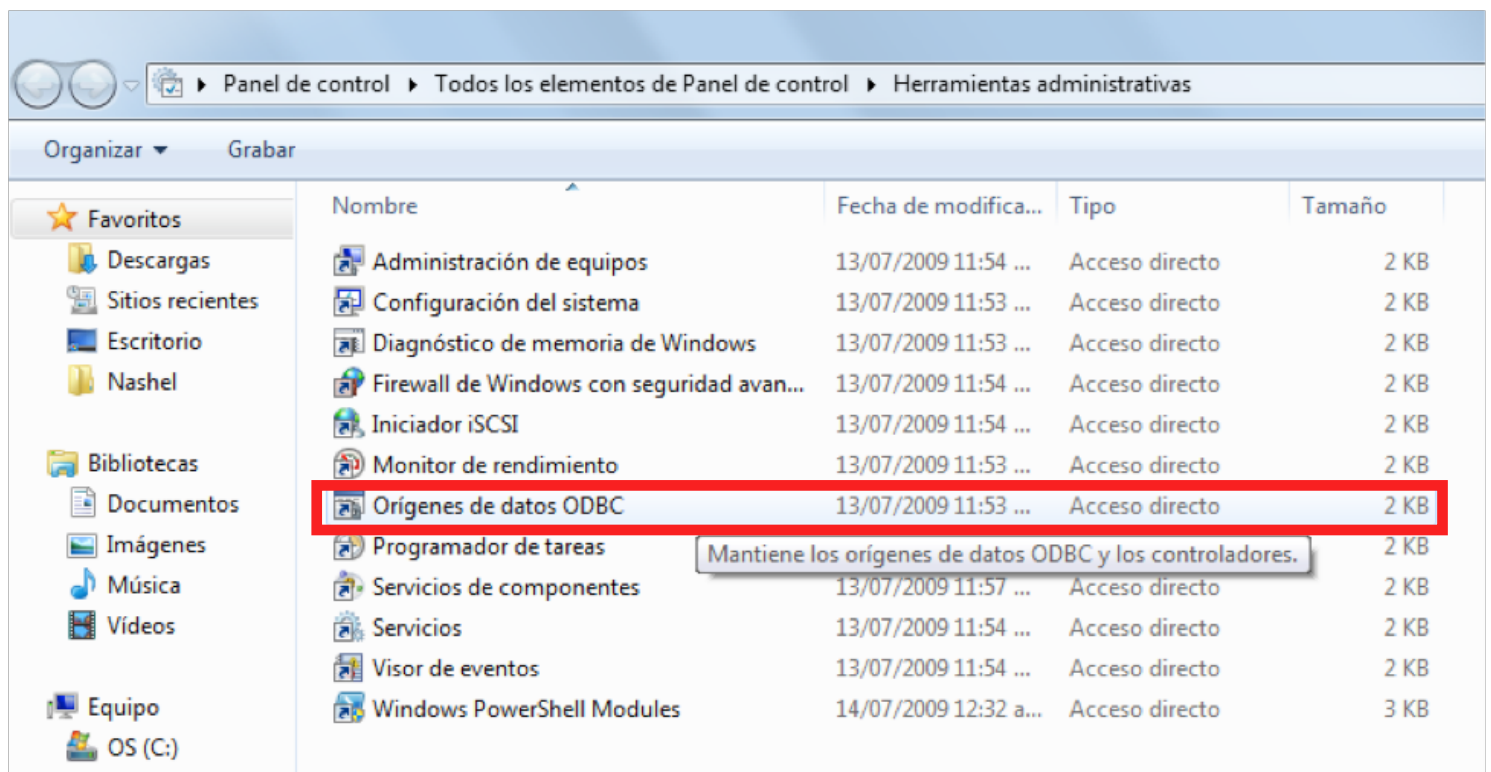 Panel de control ▸ Todos los elementos de Panel de control ▸ Herramientas administrativas
Organizar Grabar
Nombre Fecha de modifica... Tipo Tamaño
Favoritos
Descargas
Sitios recientes
Escritorio
Nashel
Bibliotecas
Documentos
Imágenes
Música
Vídeos
Equipo
OS (C:)
Administración de equipos 13/07/2009 11:54 ... Acceso directo 2 KB
Configuración del sistema 13/07/2009 11:53 ... Acceso directo 2 KB
Diagnóstico de memoria de Windows 13/07/2009 11:53 ... Acceso directo 2 KB
Firewall de Windows con seguridad avan... 13/07/2009 11:54 ... Acceso directo 2 KB
Iniciador iSCSI 13/07/2009 11:54 ... Acceso directo 2 KB
Monitor de rendimiento 13/07/2009 11:53 ... Acceso directo 2 KB
Orígenes de datos ODBC 13/07/2009 11:53 ... Acceso directo 2 KB
Programador de tareas 2 KB
Mantiene los orígenes de datos ODBC y los controladores.
Servicios de componentes 13/07/2009 11:57 ... Acceso directo 2 KB
Servicios 13/07/2009 11:54 ... Acceso directo 2 KB
Visor de eventos 13/07/2009 11:54 ... Acceso directo 2 KB
Windows PowerShell Modules 14/07/2009 12:32 a... Acceso directo 3 KB